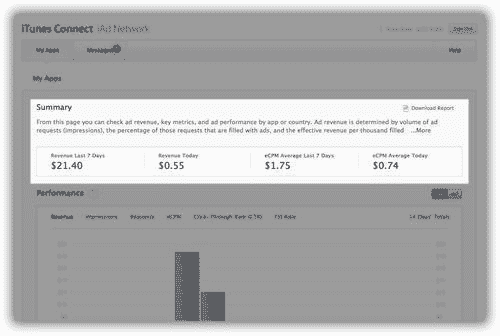 iTunes Connect iAd Network
My Apps Messages Help
My Apps
Summary Download Report
From this page you can check ad revenue, key metrics, and ad performance by app or country. Ad revenue is determined by volume of ad
requests (impressions), the percentage of those requests that are filled with ads, and the effective revenue per thousand filled ...More
Revenue Last 7 Days Revenue Today eCPM Average Last 7 Days eCPM Average Today
$21.40 $0.55 $1.75 $0.74
Performance
Revenue Impressions Requests eCPM Click Through Rate (CTR) Fill Rate